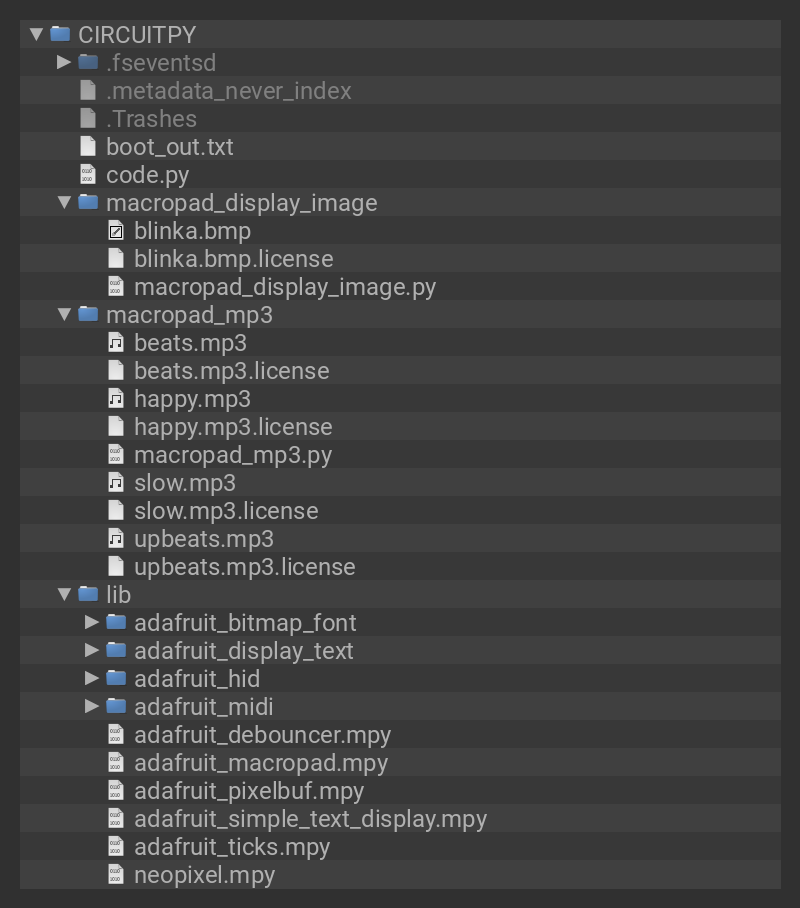 CIRCUITPY
.fseventsd
.metadata_never_index
.Trashes
boot_out.txt
code.py
macropad_display_image
blinka.bmp
blinka.bmp.license
macropad_display_image.py
macropad_mp3
beats.mp3
beats.mp3.license
happy.mp3
happy.mp3.license
macropad_mp3.py
slow.mp3
slow.mp3.license
upbeats.mp3
upbeats.mp3.license
lib
adafruit_bitmap_font
adafruit_display_text
adafruit_hid
adafruit_midi
adafruit_debouncer.mpy
adafruit_macropad.mpy
adafruit_pixelbuf.mpy
adafruit_simple_text_display.mpy
adafruit_ticks.mpy
neopixel.mpy